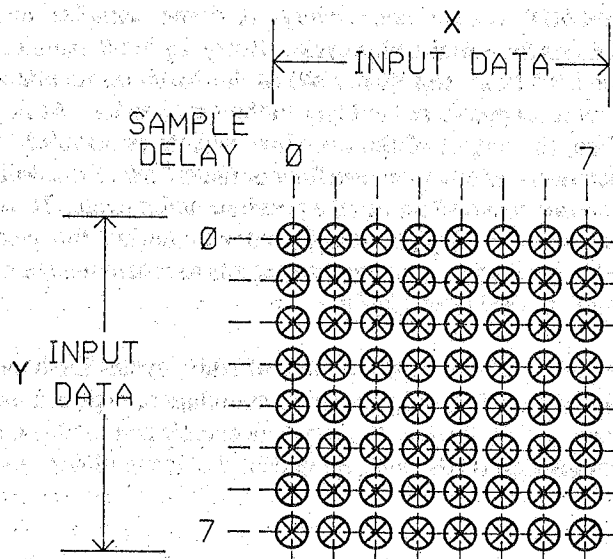 X
INPUT DATA
SAMPLE
DELAY Ø 7
Ø
Y INPUT
DATA
7